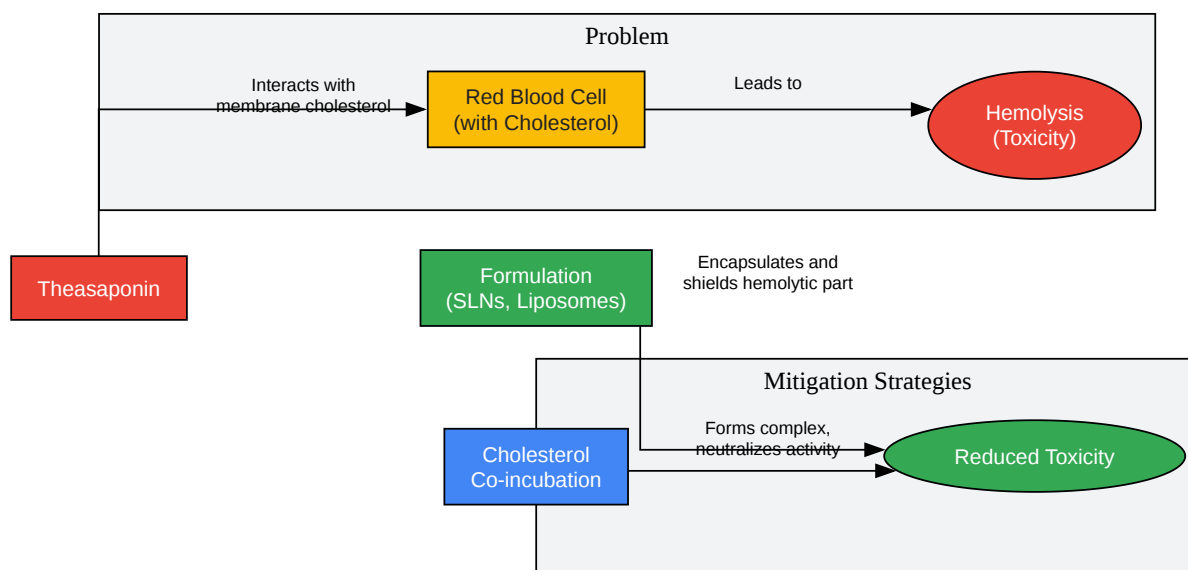 Problem
Interacts with
membrane cholesterol
Red Blood Cell
(with Cholesterol)
Leads to
Hemolysis
(Toxicity)
Theasaponin
Formulation
(SLNs, Liposomes)
Encapsulates and
shields hemolytic part
Mitigation Strategies
Cholesterol
Co-incubation
Forms complex,
neutralizes activity
Reduced Toxicity